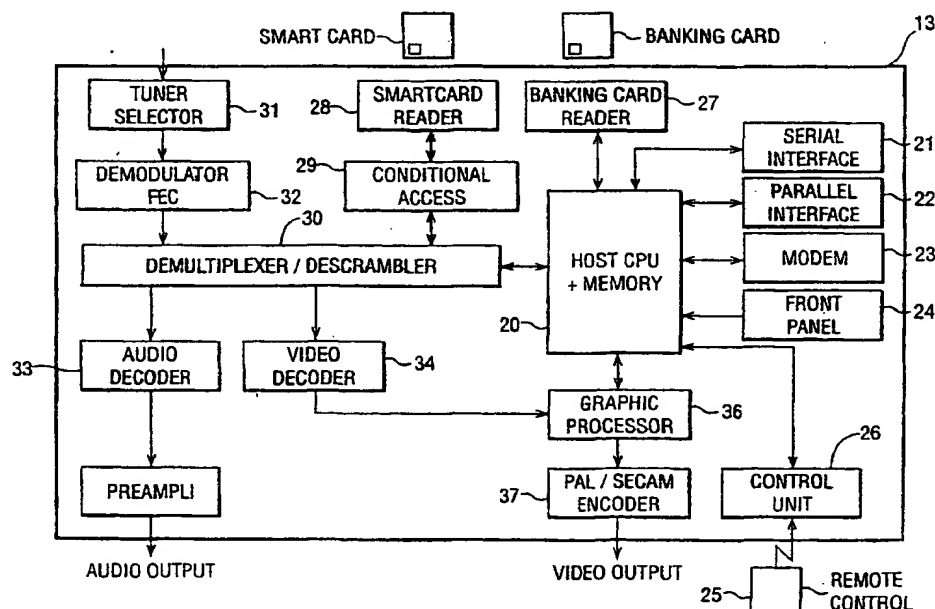 SMART CARD
BANKING CARD
13
TUNER
SELECTOR
31
28
SMARTCARD
READER
BANKING CARD
READER
27
SERIAL
INTERFACE
21
DEMODULATOR
FEC
32
29
CONDITIONAL
ACCESS
PARALLEL
INTERFACE
22
30
DEMULTIPLEXER / DESCRAMBLER
HOST CPU
+ MEMORY
20
MODEM
23
FRONT
PANEL
24
33
AUDIO
DECODER
VIDEO
DECODER
34
GRAPHIC
PROCESSOR
36
26
PREAMPLI
37
PAL / SECAM
ENCODER
CONTROL
UNIT
AUDIO OUTPUT
VIDEO OUTPUT
25
REMOTE
CONTROL